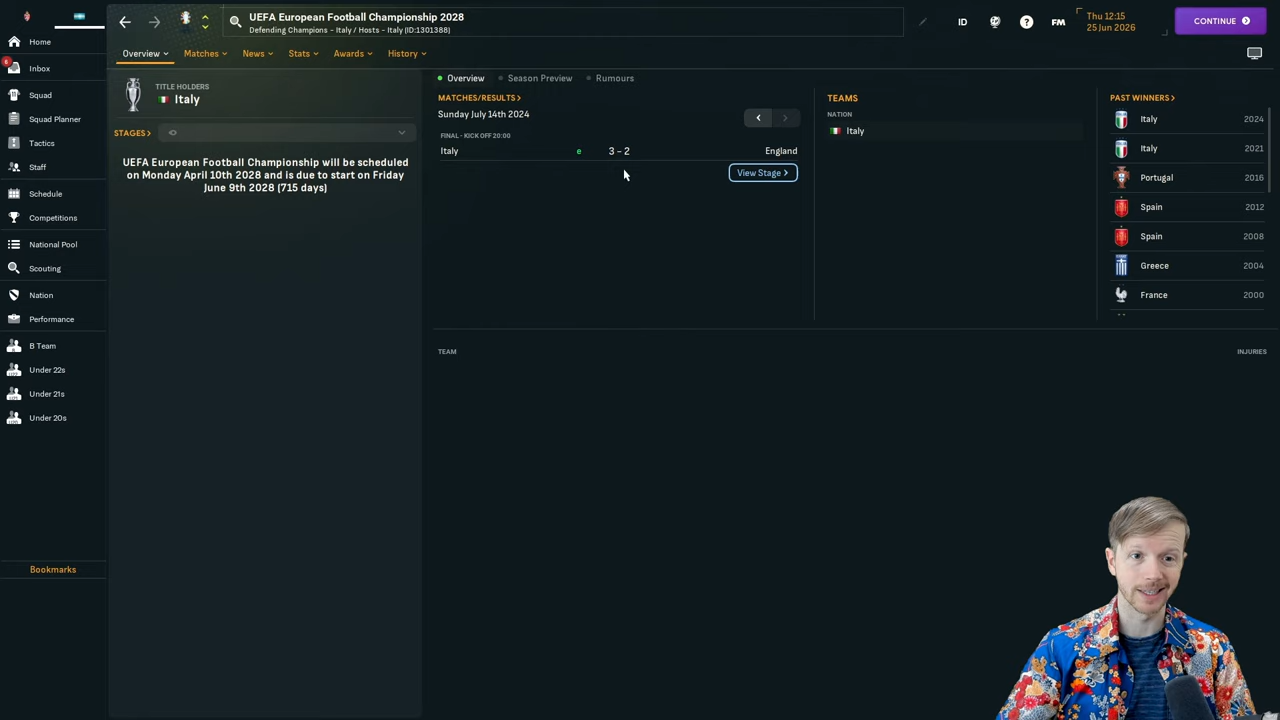 UEFA European Football Championship 2028
Defending Champions - Italy / Hosts - Italy (ID:1301388)
ID
FM
Thu 12:15
25 Jun 2026
CONTINUE
Home
Inbox
Squad
Squad Planner
Tactics
Staff
Schedule
Competitions
National Pool
Scouting
Nation
Performance
B Team
Under 22s
Under 21s
Under 20s
Bookmarks
Overview
Matches
News
Stats
Awards
History
TITLE HOLDERS
Italy
STAGES
UEFA European Football Championship will be scheduled
on Monday April 10th 2028 and is due to start on Friday
June 9th 2028 (715 days)
Overview
Season Preview
Rumours
MATCHES/RESULTS
Sunday July 14th 2024
FINAL - KICK OFF 20:00
Italy e 3 - 2 England
View Stage
TEAM INJURIES
TEAMS
NATION
Italy
PAST WINNERS
Italy 2024
Italy 2021
Portugal 2016
Spain 2012
Spain 2008
Greece 2004
France 2000